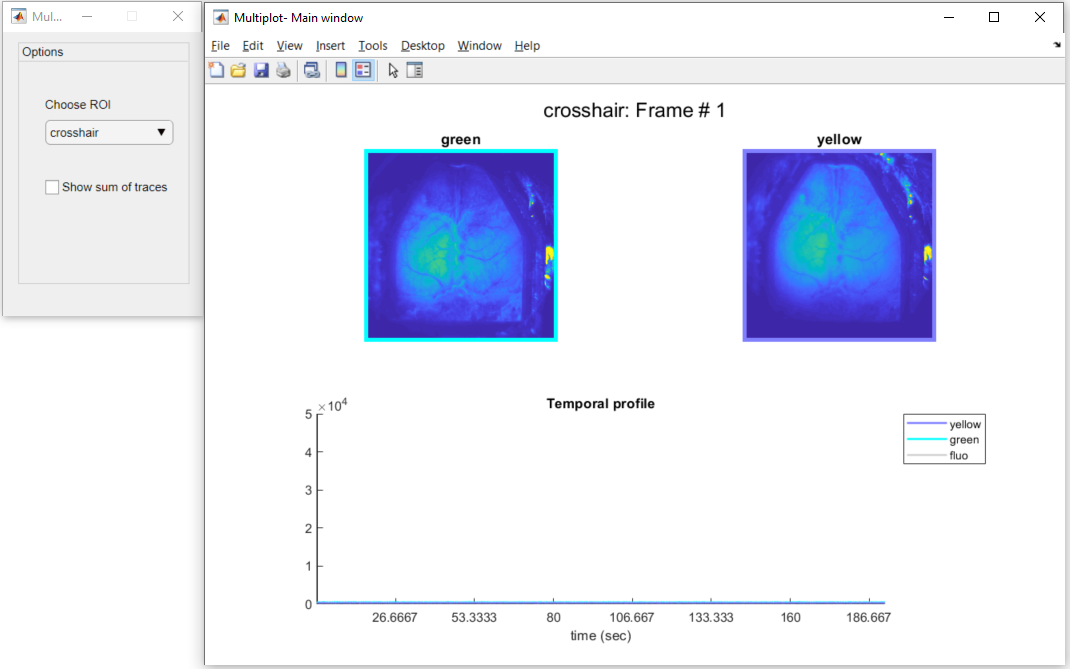 Mul...
Options
Choose ROI
crosshair
Show sum of traces
Multiplot- Main window
File Edit View Insert Tools Desktop Window Help
crosshair: Frame # 1
green yellow
Temporal profile
×10^4
5
4
3
2
1
0
26.6667 53.3333 80 106.667 133.333 160 186.667
time (sec)
yellow
green
fluo